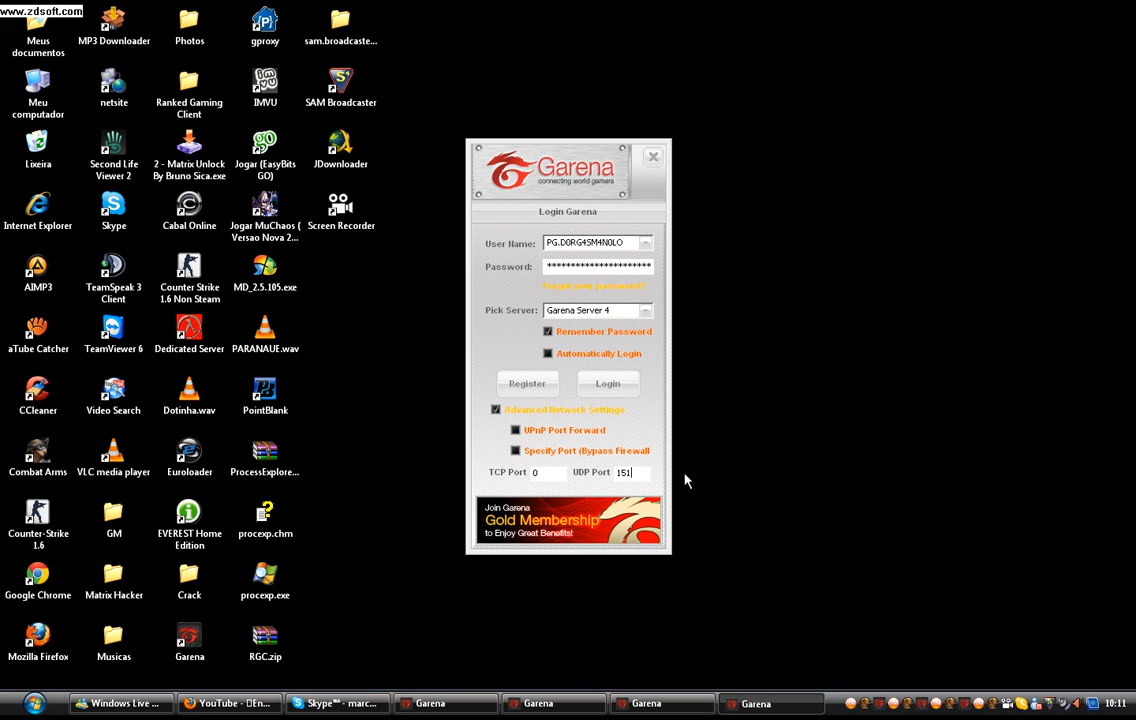 www.zdsoft.com
Meus
documentos
MP3 Downloader
Photos
gproxy
sam.broadcaste...
Meu
computador
netsite
Ranked Gaming
Client
IMVU
SAM Broadcaster
Lixeira
Second Life
Viewer 2
2 - Matrix Unlock
By Bruno Sica.exe
Jogar (EasyBits
GO)
JDownloader
Internet Explorer
Skype
Cabal Online
Jogar MuChaos (
Versao Nova 2...
Screen Recorder
AIMP3
TeamSpeak 3
Client
Counter Strike
1.6 Non Steam
MD_2.5.105.exe
aTube Catcher
TeamViewer 6
Dedicated Server
PARANAUE.wav
CCleaner
Video Search
Dotinha.wav
PointBlank
Combat Arms
VLC media player
Euroloader
ProcessExplore...
Counter-Strike
1.6
GM
EVEREST Home
Edition
procexp.chm
Google Chrome
Matrix Hacker
Crack
procexp.exe
Mozilla Firefox
Musicas
Garena
RGC.zip
Garena
connecting world gamers
Login Garena
User Name: PG.D0RG45M4N0LO
Password: ***********************
Forgot your password?
Pick Server: Garena Server 4
Remember Password
Automatically Login
Register
Login
Advanced Network Settings
UPnP Port Forward
Specify Port (Bypass Firewall
TCP Port 0 UDP Port 151
Join Garena
Gold Membership
to Enjoy Great Benefits!
Windows Live ...
YouTube - En...
Skype™ - marc...
Garena
Garena
Garena
Garena
10:11